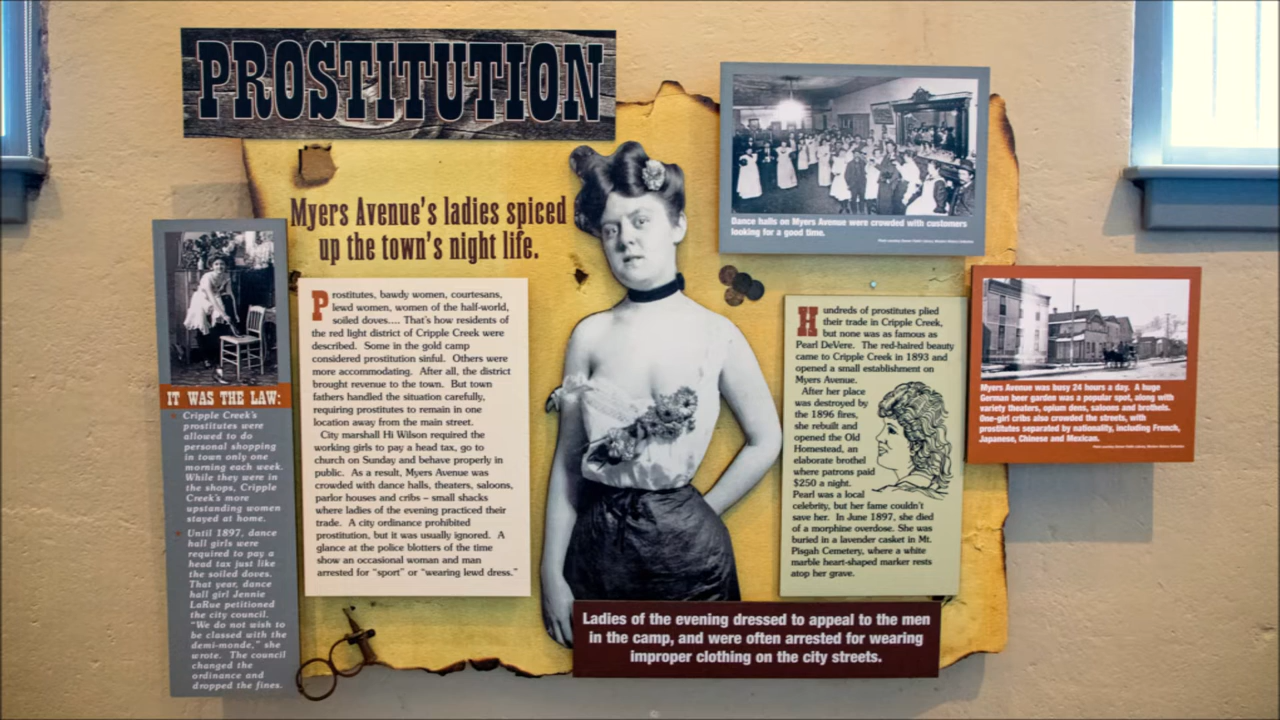 PROSTITUTION
Myers Avenue's ladies spiced
up the town's night life.
Prostitutes, bawdy women, courtesans,
lewd women, women of the half-world,
soiled doves.... That's how residents of
the red light district of Cripple Creek were
described. Some in the gold camp
considered prostitution sinful. Others were
more accommodating. After all, the district
brought revenue to the town. But town
fathers handled the situation carefully,
requiring prostitutes to remain in one
location away from the main street.
City marshall Hi Wilson required the
working girls to pay a head tax, go to
church on Sunday and behave properly in
public. As a result, Myers Avenue was
crowded with dance halls, theaters, saloons,
parlor houses and cribs – small shacks
where ladies of the evening practiced their
trade. A city ordinance prohibited
prostitution, but it was usually ignored. A
glance at the police blotters of the time
show an occasional woman and man
arrested for "sport" or "wearing lewd dress."
IT WAS THE LAW:
Cripple Creek's
prostitutes were
allowed to do
personal shopping
in town only one
morning each week.
While they were in
the shops, Cripple
Creek's more
upstanding women
stayed at home.
Until 1897, dance
hall girls were
required to pay a
head tax just like
the soiled doves.
That year, dance
hall girl Jennie
LaRue petitioned
the city council.
"We do not wish to
be classed with the
demi-monde," she
wrote. The council
changed the
ordinance and
dropped the fines.
Dance halls on Myers Avenue were crowded with customers
looking for a good time.
Hundreds of prostitutes plied
their trade in Cripple Creek,
but none was as famous as
Pearl DeVere. The red-haired beauty
came to Cripple Creek in 1893 and
opened a small establishment on
Myers Avenue.
After her place
was destroyed by
the 1896 fires,
she rebuilt and
opened the Old
Homestead, an
elaborate brothel
where patrons paid
$250 a night.
Pearl was a local
celebrity, but her fame couldn't
save her. In June 1897, she died
of a morphine overdose. She was
buried in a lavender casket in Mt.
Pisgah Cemetery, where a white
marble heart-shaped marker rests
atop her grave.
Myers Avenue was busy 24 hours a day. A huge
German beer garden was a popular spot, along with
variety theaters, opium dens, saloons and brothels.
One-girl cribs also crowded the streets, with
prostitutes separated by nationality, including French,
Japanese, Chinese and Mexican.
Ladies of the evening dressed to appeal to the men
in the camp, and were often arrested for wearing
improper clothing on the city streets.